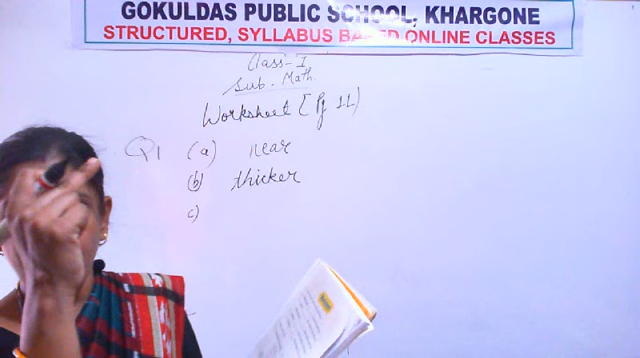 GOKULDAS PUBLIC SCHOOL, KHARGONE
STRUCTURED, SYLLABUS BASED ONLINE CLASSES
Class-I
Sub. Math.
Worksheet [Pg 11)
Q1 (a) near
(b) thicker
c)